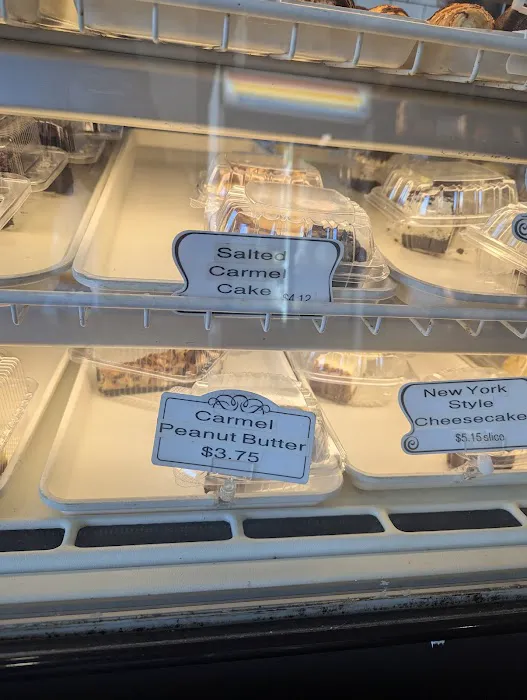 Salted
Carmel
Cake $4.12
Carmel
Peanut Butter
$3.75
New York
Style
Cheesecake
$5.15 slice